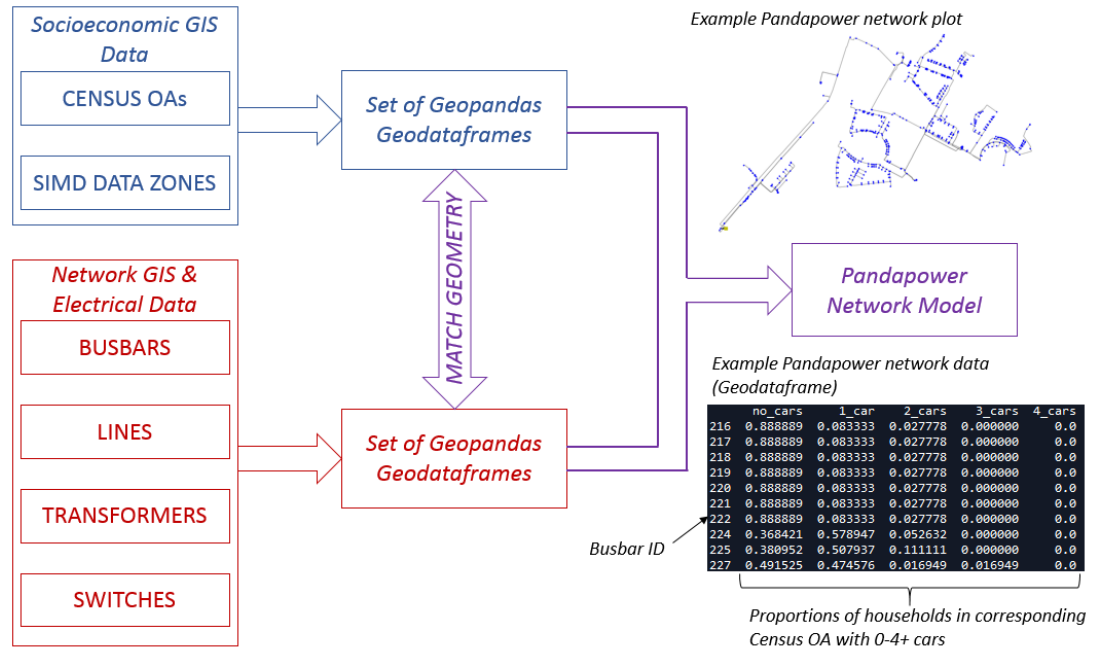 Socioeconomic GIS
Data
CENSUS OAs
SIMD DATA ZONES
Network GIS &
Electrical Data
BUSBARS
LINES
TRANSFORMERS
SWITCHES
Set of Geopandas
Geodataframes
MATCH GEOMETRY
Set of Geopandas
Geodataframes
Example Pandapower network plot
Pandapower
Network Model
Example Pandapower network data
(Geodataframe)
no_cars 1_car 2_cars 3_cars 4_cars
216 0.888889 0.083333 0.027778 0.000000 0.0
217 0.888889 0.083333 0.027778 0.000000 0.0
218 0.888889 0.083333 0.027778 0.000000 0.0
219 0.888889 0.083333 0.027778 0.000000 0.0
220 0.888889 0.083333 0.027778 0.000000 0.0
221 0.888889 0.083333 0.027778 0.000000 0.0
222 0.888889 0.083333 0.027778 0.000000 0.0
224 0.368421 0.578947 0.052632 0.000000 0.0
225 0.380952 0.507937 0.111111 0.000000 0.0
227 0.491525 0.474576 0.016949 0.016949 0.0
Busbar ID
Proportions of households in corresponding
Census OA with 0-4+ cars